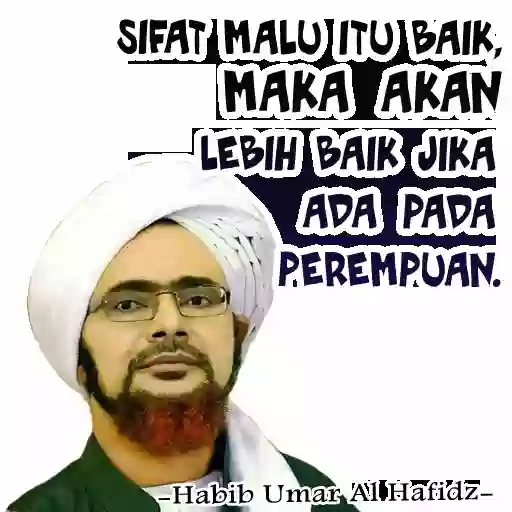 SIFAT MALU ITU BAIK,
MAKA AKAN
LEBIH BAIK JIKA
ADA PADA
PEREMPUAN.
-Habib Umar Al Hafidz-